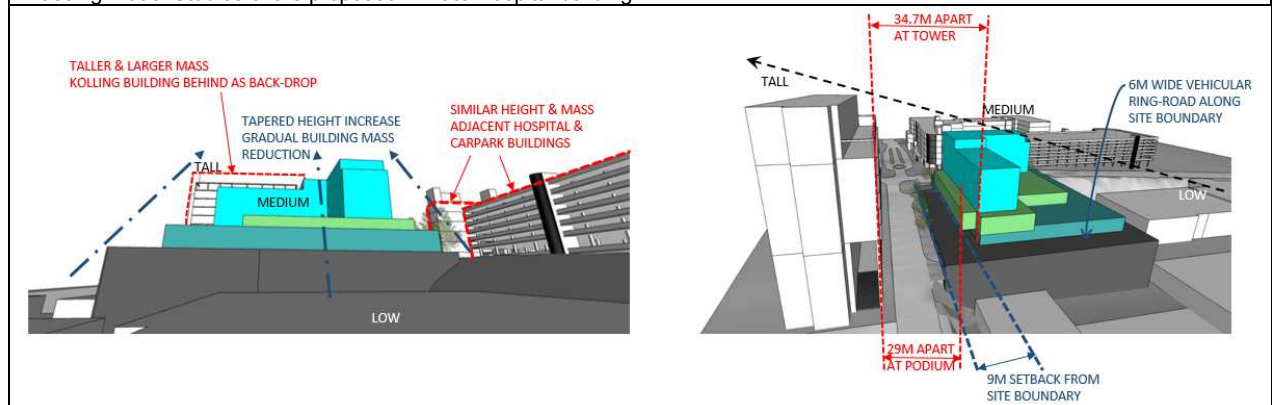 TALLER & LARGER MASS
KOLLING BUILDING BEHIND AS BACK-DROP
TAPERED HEIGHT INCREASE
GRADUAL BUILDING MASS
REDUCTION
SIMILAR HEIGHT & MASS
ADJACENT HOSPITAL &
CARPARK BUILDINGS
TALL
MEDIUM
LOW
34.7M APART
AT TOWER
TALL
MEDIUM
6M WIDE VEHICULAR
RING-ROAD ALONG
SITE BOUNDARY
LOW
29M APART
AT PODIUM
9M SETBACK FROM
SITE BOUNDARY